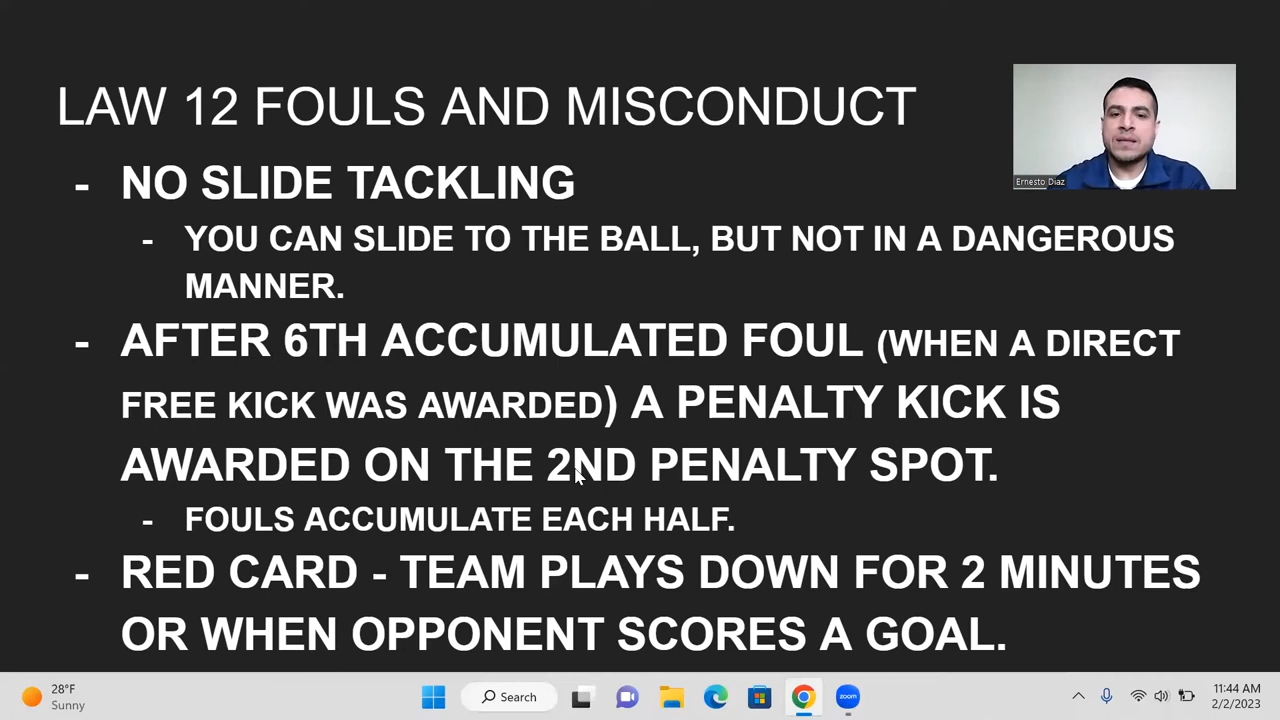 LAW 12 FOULS AND MISCONDUCT
Ernesto Diaz
- NO SLIDE TACKLING
- YOU CAN SLIDE TO THE BALL, BUT NOT IN A DANGEROUS
MANNER.
- AFTER 6TH ACCUMULATED FOUL (WHEN A DIRECT
FREE KICK WAS AWARDED) A PENALTY KICK IS
AWARDED ON THE 2ND PENALTY SPOT.
- FOULS ACCUMULATE EACH HALF.
- RED CARD - TEAM PLAYS DOWN FOR 2 MINUTES
OR WHEN OPPONENT SCORES A GOAL.
28°F
Sunny
Search
zoom
11:44 AM
2/2/2023